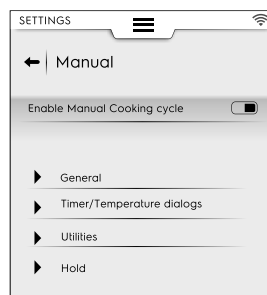 SETTINGS
Manual
Enable Manual Cooking cycle
General
Timer/Temperature dialogs
Utilities
Hold